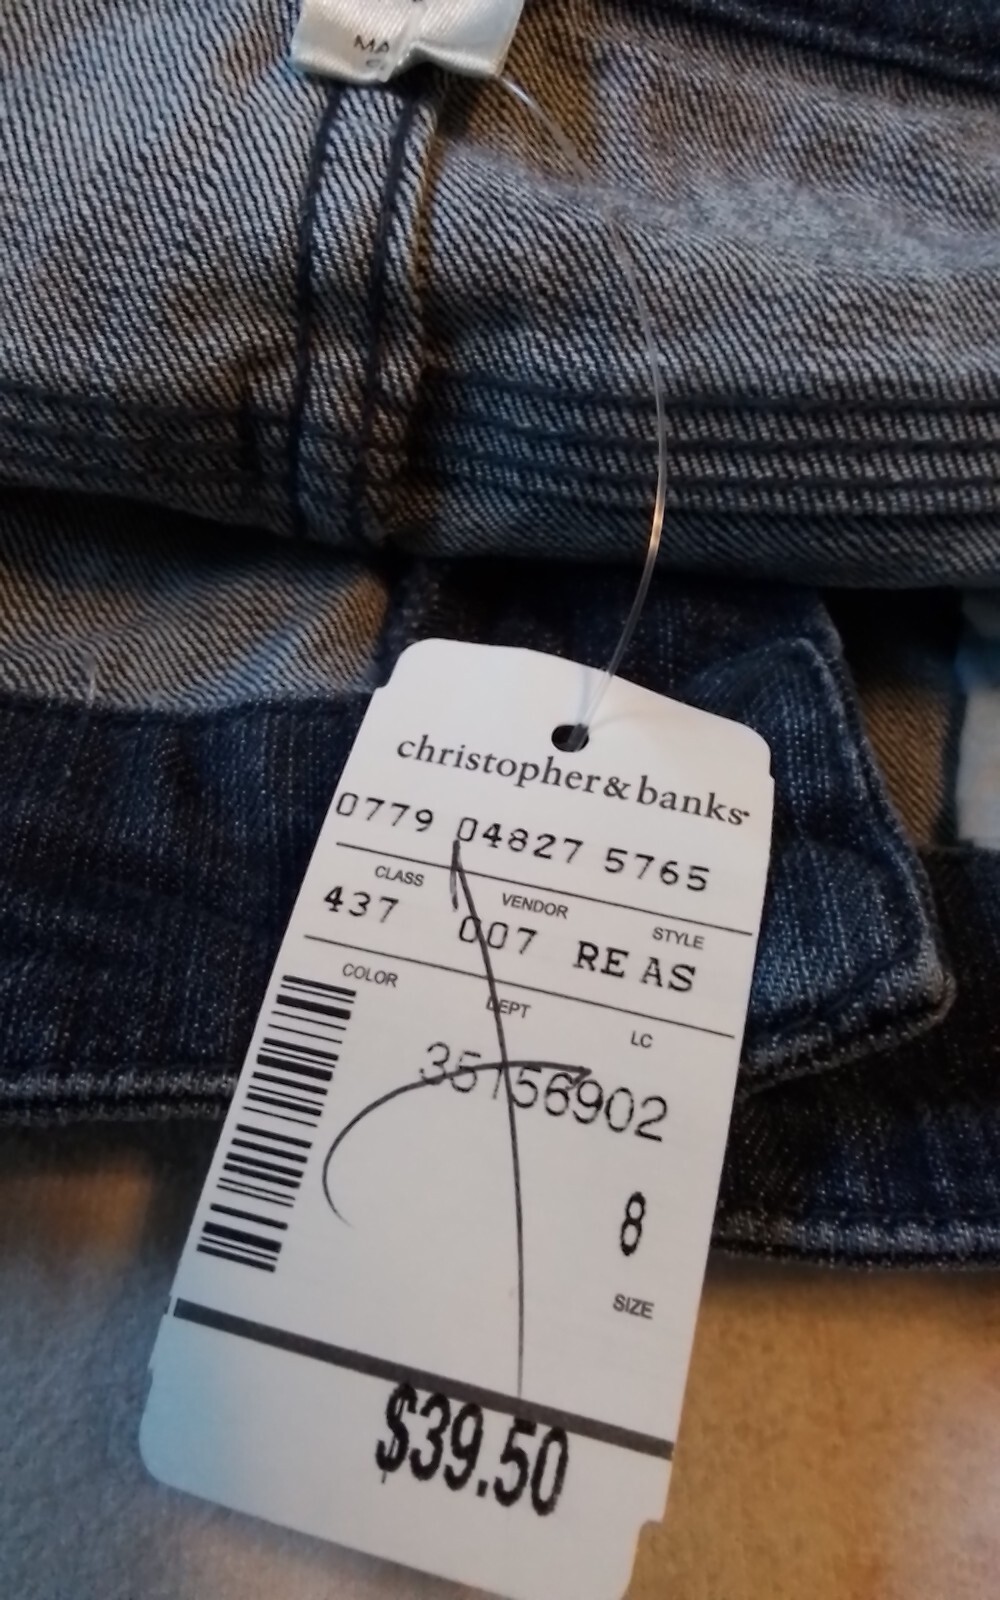 MA
christopher & banks
0779 04827 5765
CLASS VENDOR STYLE
437 007 RE AS
COLOR DEPT LC
35156902
8
SIZE
$39.50